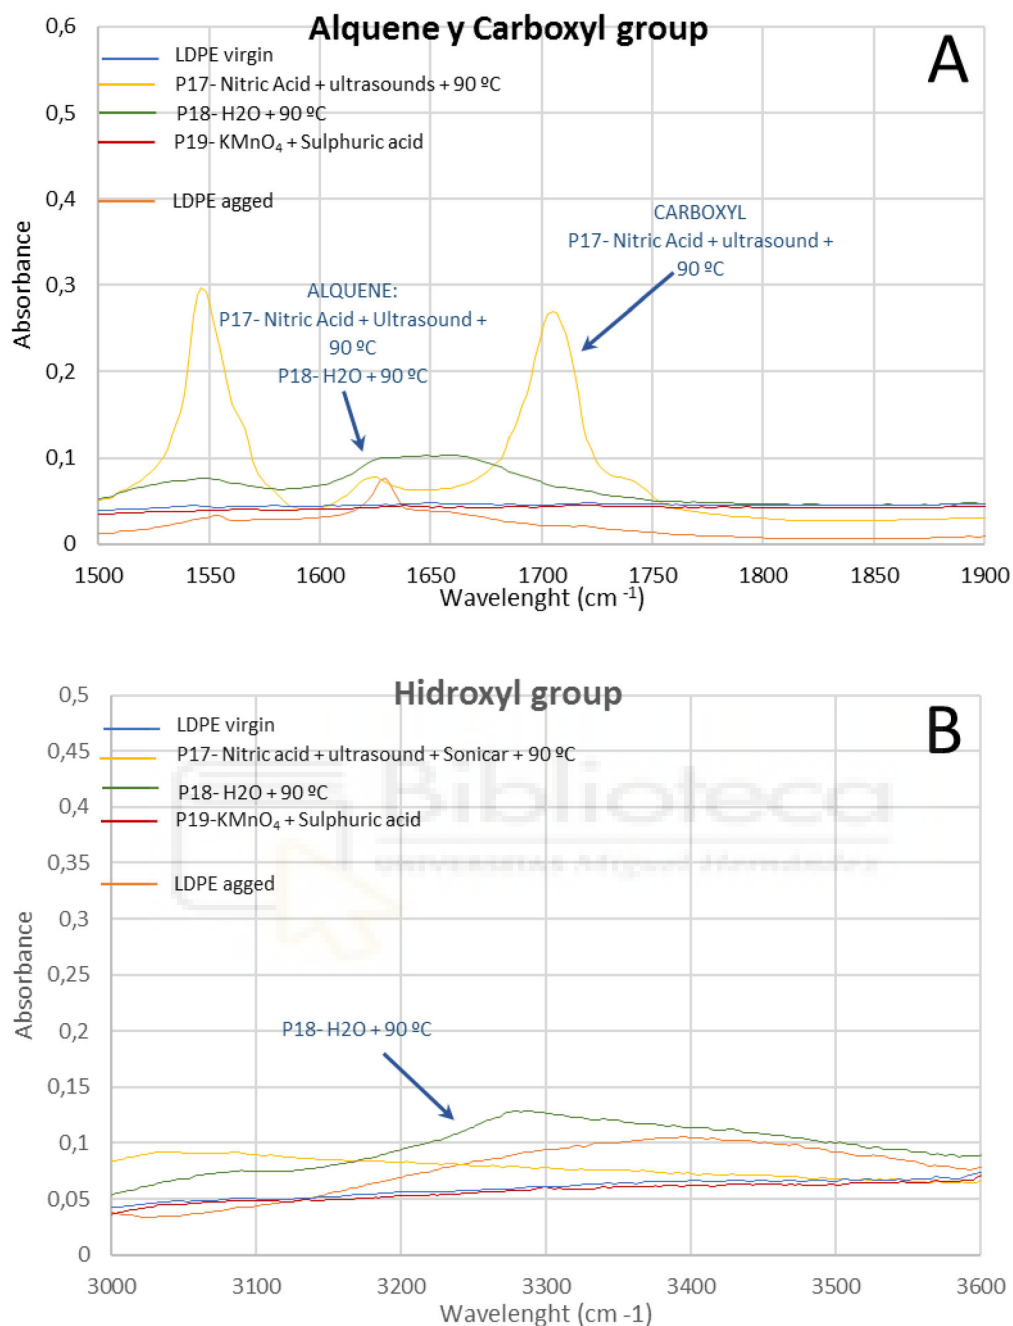 Alquene y Carboxyl group
A
LDPE virgin
P17- Nitric Acid + ultrasounds + 90 ºC
P18- H2O + 90 ºC
P19- KMnO₄ + Sulphuric acid
LDPE agged
CARBOXYL
P17- Nitric Acid + ultrasound +
90 ºC
ALQUENE:
P17- Nitric Acid + Ultrasound +
90 ºC
P18- H2O + 90 ºC
Absorbance
0,6
0,5
0,4
0,3
0,2
0,1
0
1500 1550 1600 1650 1700 1750 1800 1850 1900
Wavelenght (cm -1)
Hidroxyl group
B
LDPE virgin
P17- Nitric acid + ultrasound + Sonicar + 90 ºC
P18- H2O + 90 ºC
P19-KMnO₄ + Sulphuric acid
LDPE agged
Biblioteca
UNIVERSITAS Miguel Hernández
P18- H2O + 90 ºC
Absorbance
0,5
0,45
0,4
0,35
0,3
0,25
0,2
0,15
0,1
0,05
0
3000 3100 3200 3300 3400 3500 3600
Wavelenght (cm -1)